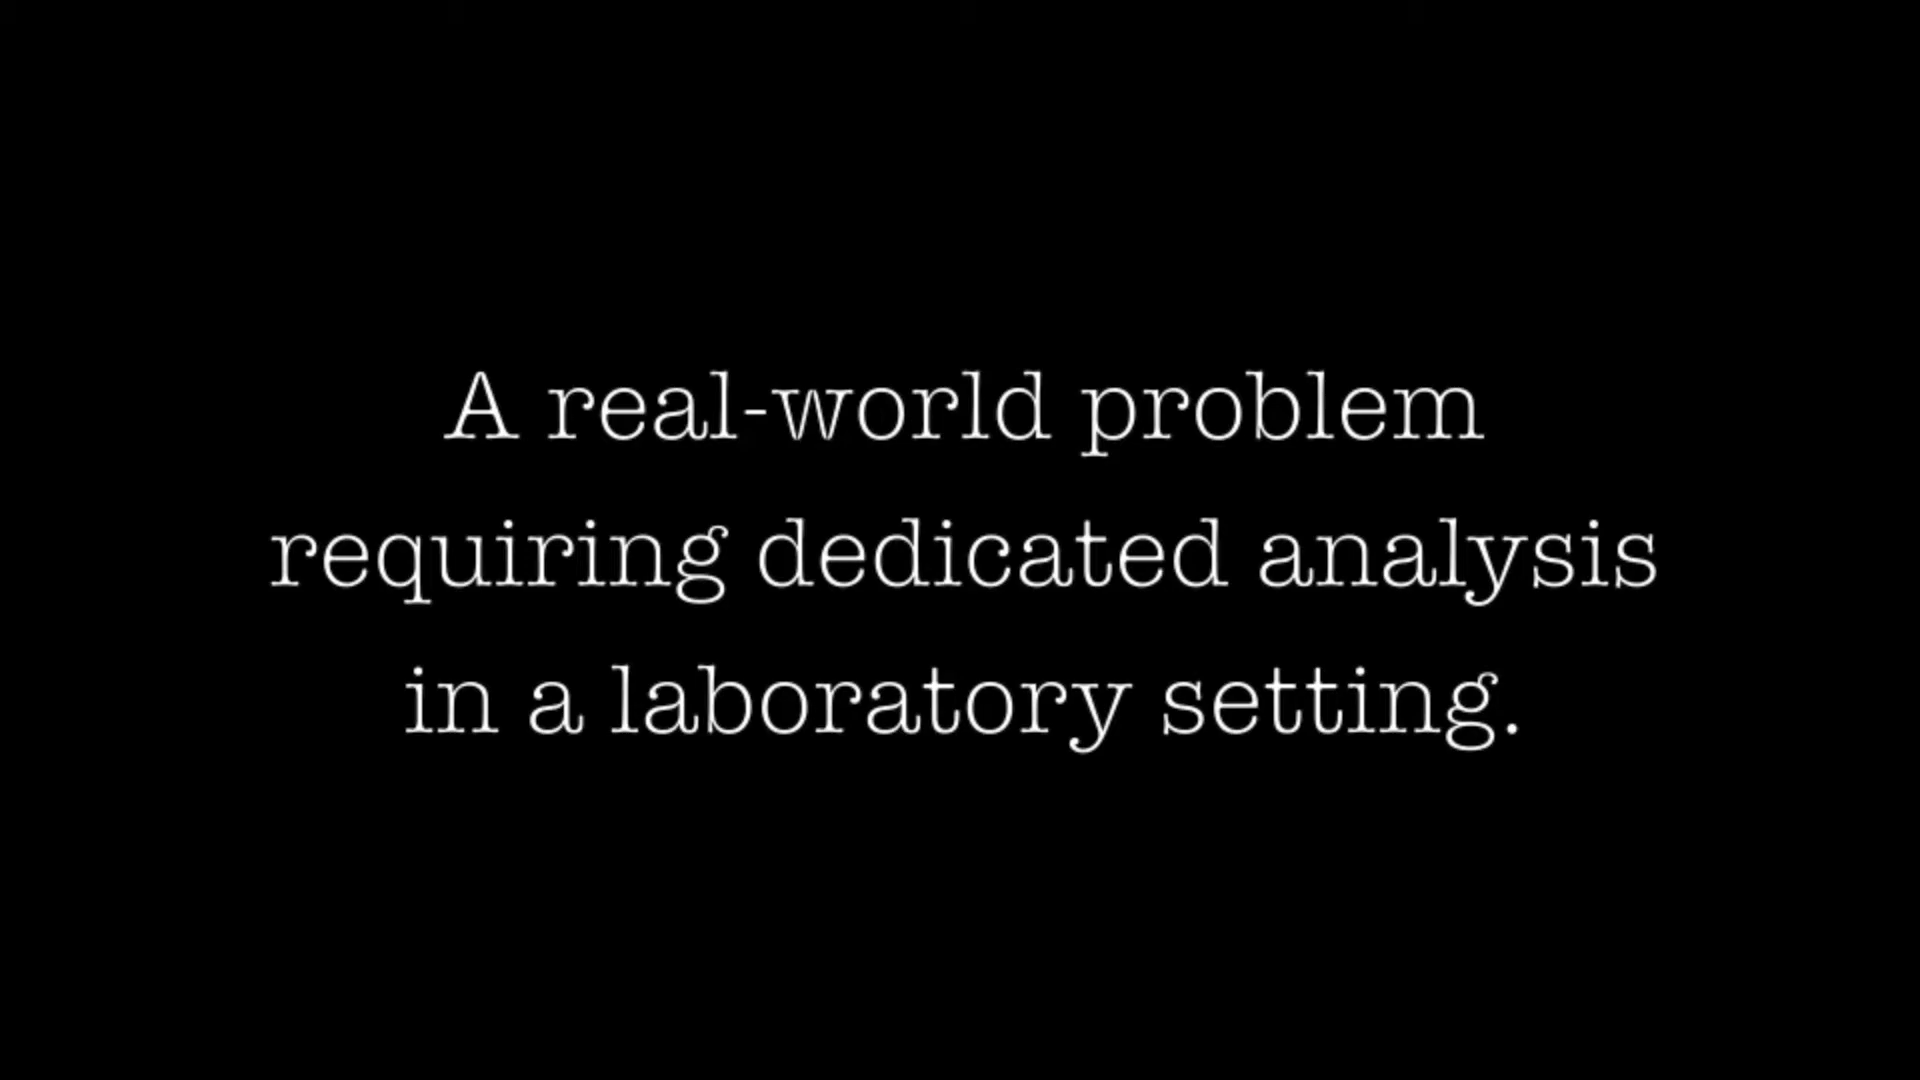 A real-world problem
requiring dedicated analysis
in a laboratory setting.